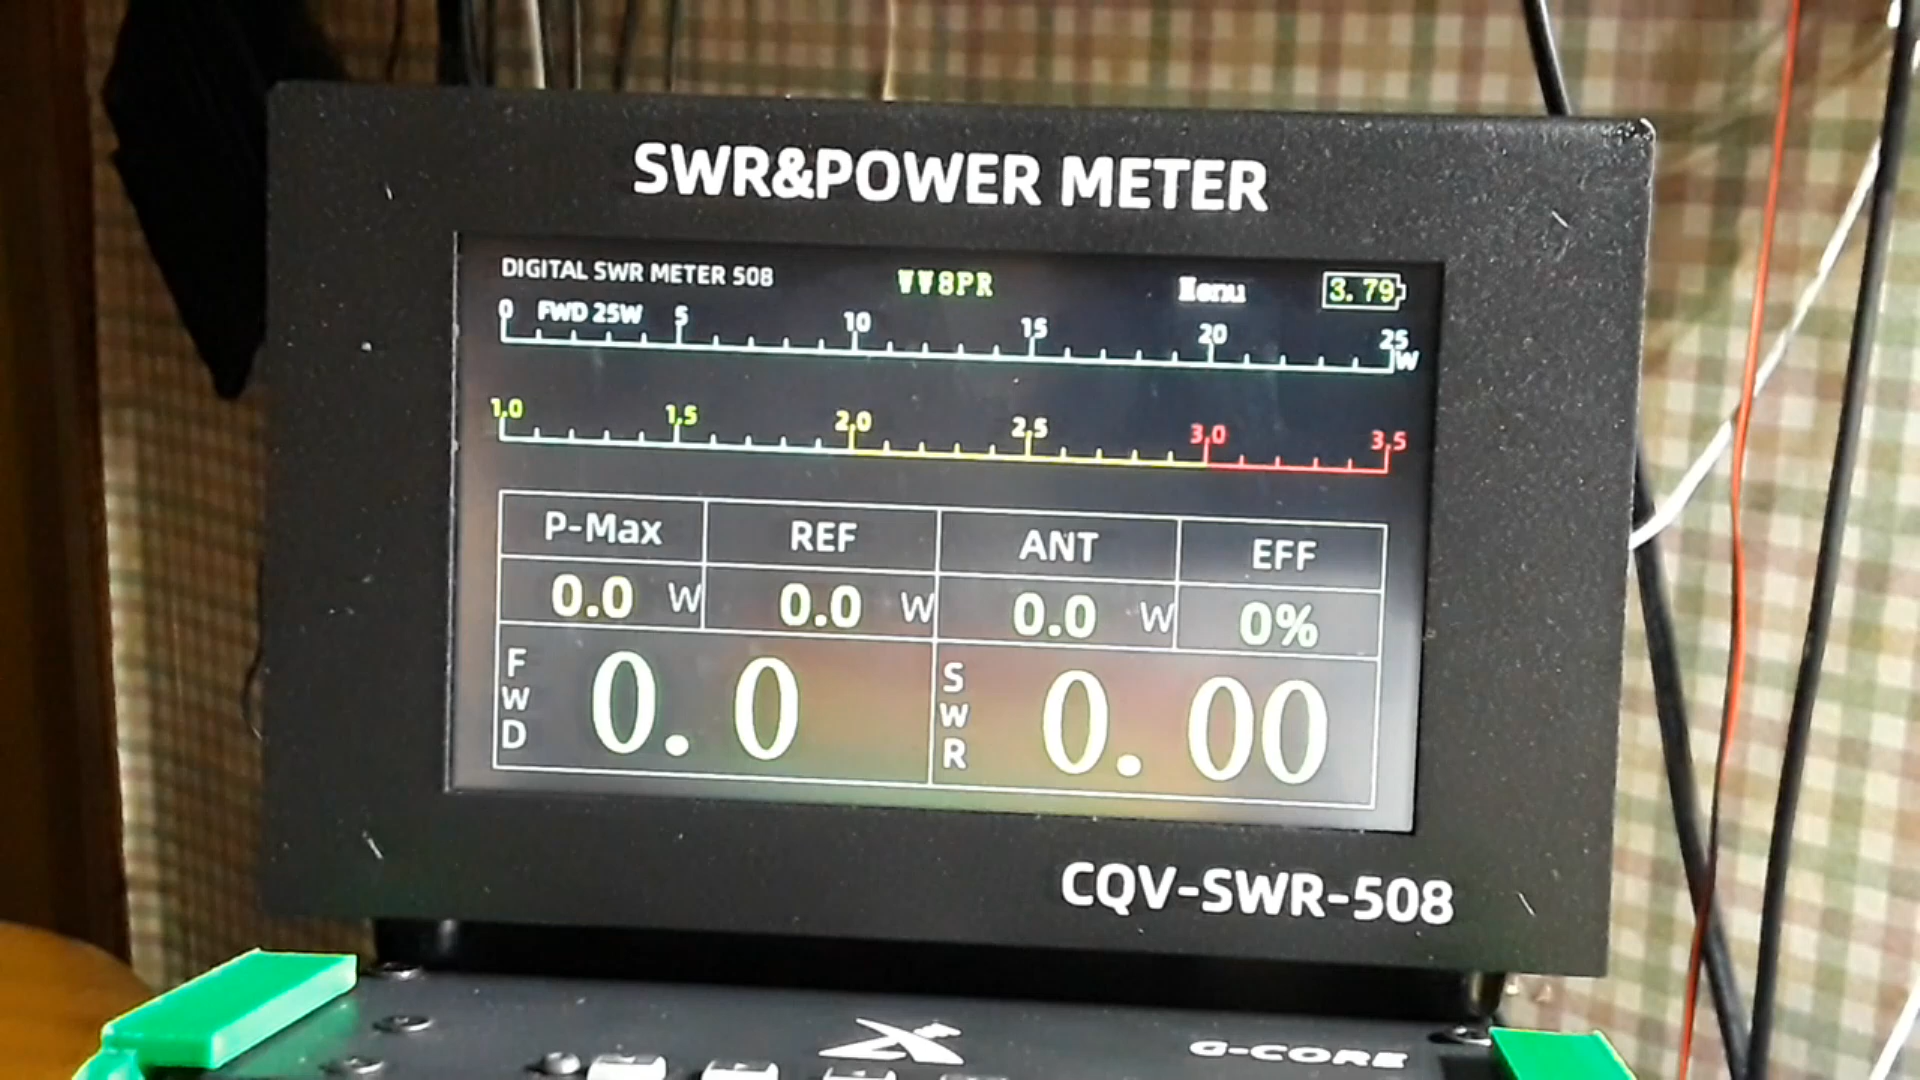 SWR&POWER METER
DIGITAL SWR METER 508 VV8PR Menu 3.79
0 FWD 25W 5 10 15 20 25
W
1.0 1.5 2.0 2.5 3.0 3.5
P-Max REF ANT EFF
0.0 W 0.0 W 0.0 W 0%
FWD 0.0 SWR 0.00
CQV-SWR-508
G-CORE